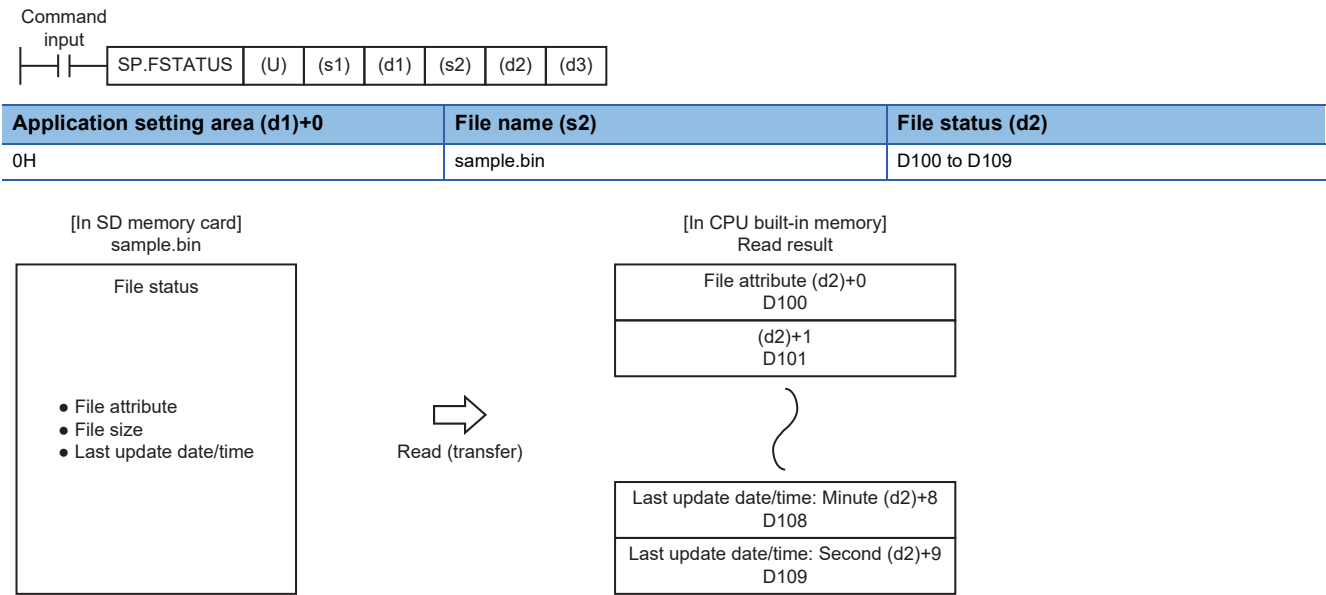 Command
input
SP.FSTATUS (U) (s1) (d1) (s2) (d2) (d3)
Application setting area (d1)+0 File name (s2) File status (d2)
0H sample.bin D100 to D109
[In SD memory card]
sample.bin
File status
● File attribute
● File size
● Last update date/time
Read (transfer)
[In CPU built-in memory]
Read result
File attribute (d2)+0
D100
(d2)+1
D101
Last update date/time: Minute (d2)+8
D108
Last update date/time: Second (d2)+9
D109